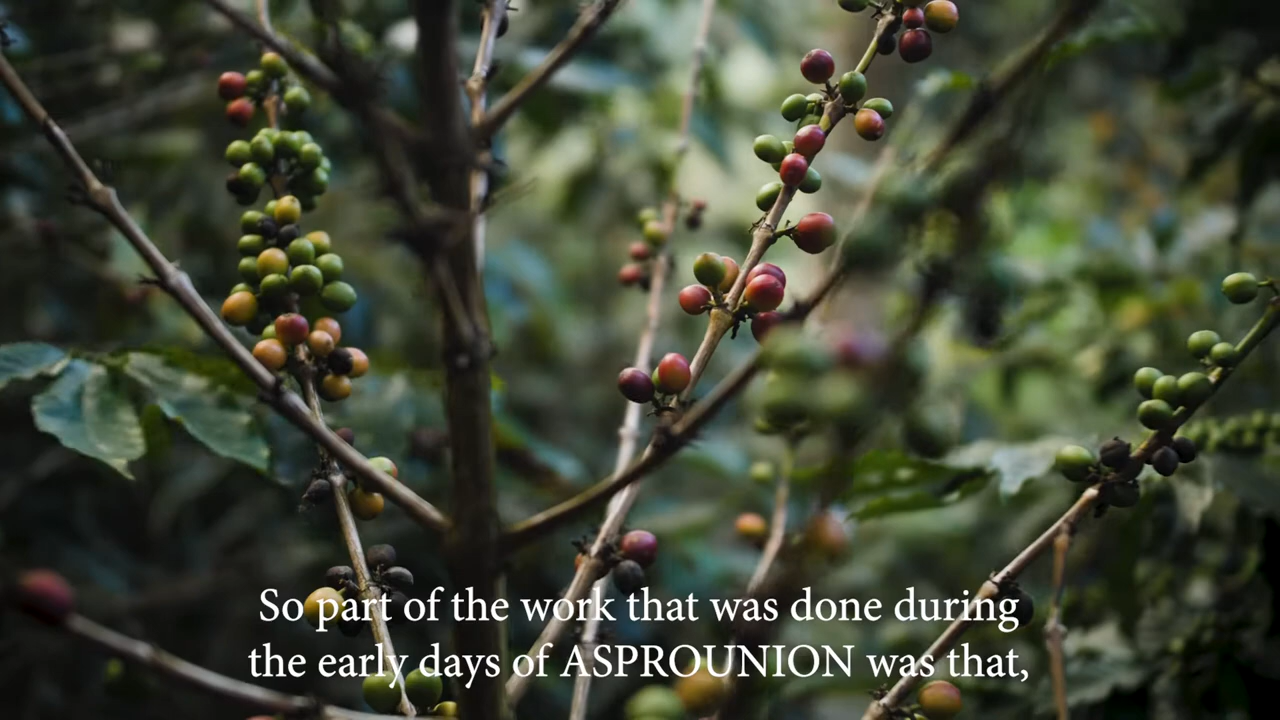 So part of the work that was done during
the early days of ASPROUNION was that,